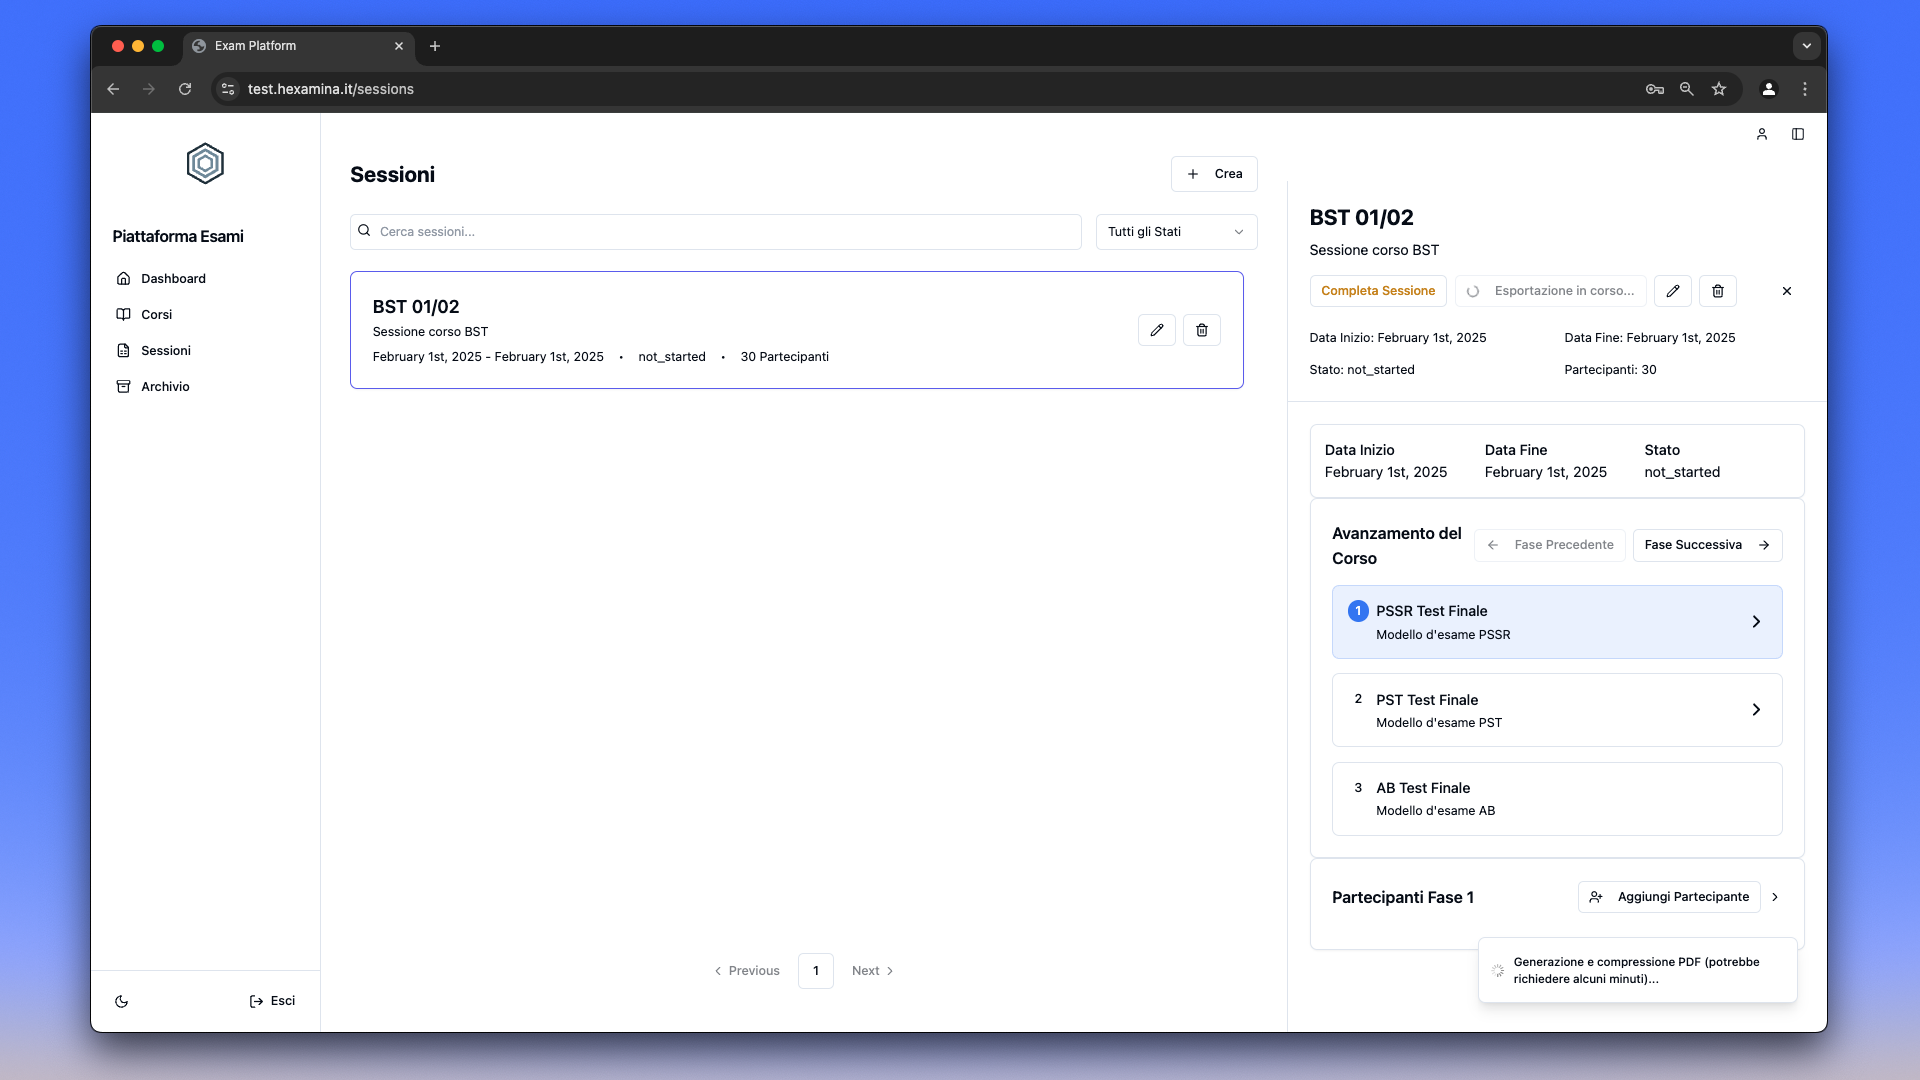 Exam Platform
test.hexamina.it/sessions
Piattaforma Esami
Dashboard
Corsi
Sessioni
Archivio
Esci
Sessioni
Crea
Cerca sessioni...
Tutti gli Stati
BST 01/02
Sessione corso BST
February 1st, 2025 - February 1st, 2025 • not_started • 30 Partecipanti
Previous
1
Next
BST 01/02
Sessione corso BST
Completa Sessione
Esportazione in corso...
Data Inizio: February 1st, 2025
Data Fine: February 1st, 2025
Stato: not_started
Partecipanti: 30
Data Inizio
February 1st, 2025
Data Fine
February 1st, 2025
Stato
not_started
Avanzamento del
Corso
Fase Precedente
Fase Successiva
1
PSSR Test Finale
Modello d'esame PSSR
2
PST Test Finale
Modello d'esame PST
3
AB Test Finale
Modello d'esame AB
Partecipanti Fase 1
Aggiungi Partecipante
Generazione e compressione PDF (potrebbe
richiedere alcuni minuti)...